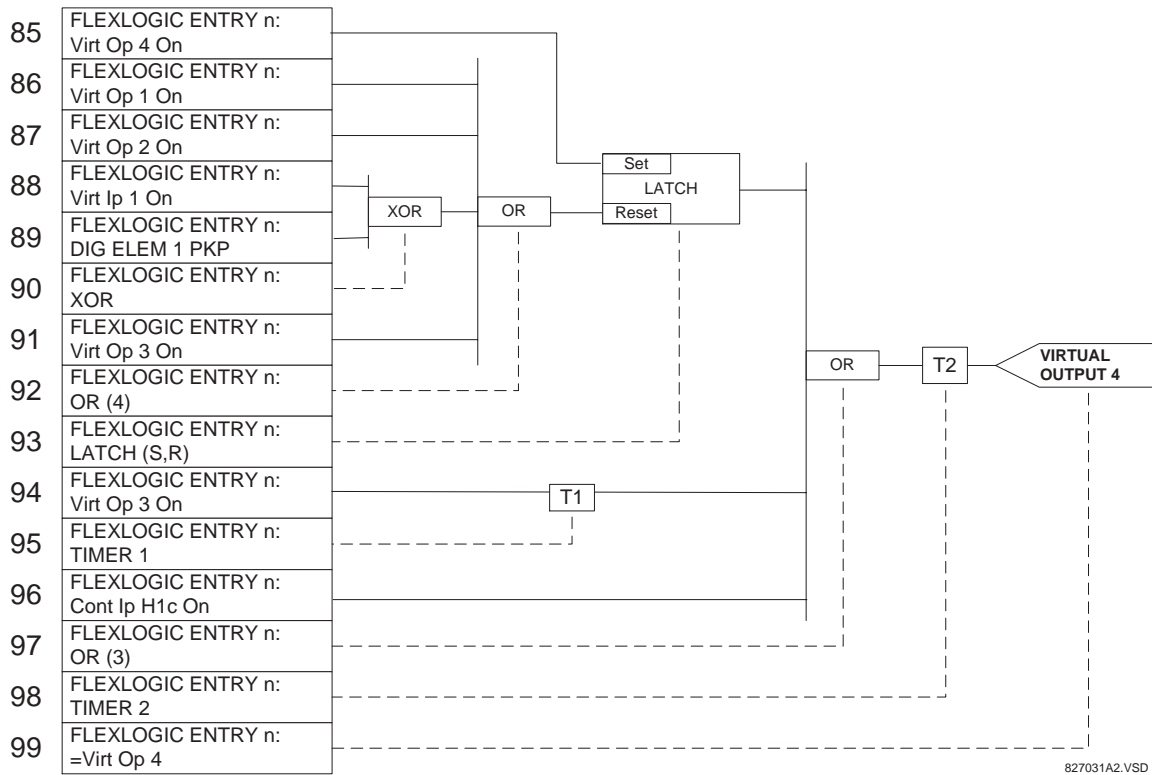 85
FLEXLOGIC ENTRY n:
Virt Op 4 On
86
FLEXLOGIC ENTRY n:
Virt Op 1 On
87
FLEXLOGIC ENTRY n:
Virt Op 2 On
88
FLEXLOGIC ENTRY n:
Virt Ip 1 On
89
FLEXLOGIC ENTRY n:
DIG ELEM 1 PKP
90
FLEXLOGIC ENTRY n:
XOR
91
FLEXLOGIC ENTRY n:
Virt Op 3 On
92
FLEXLOGIC ENTRY n:
OR (4)
93
FLEXLOGIC ENTRY n:
LATCH (S,R)
94
FLEXLOGIC ENTRY n:
Virt Op 3 On
95
FLEXLOGIC ENTRY n:
TIMER 1
96
FLEXLOGIC ENTRY n:
Cont Ip H1c On
97
FLEXLOGIC ENTRY n:
OR (3)
98
FLEXLOGIC ENTRY n:
TIMER 2
99
FLEXLOGIC ENTRY n:
=Virt Op 4
XOR
OR
Set
LATCH
Reset
T1
OR
T2
VIRTUAL
OUTPUT 4
827031A2.VSD